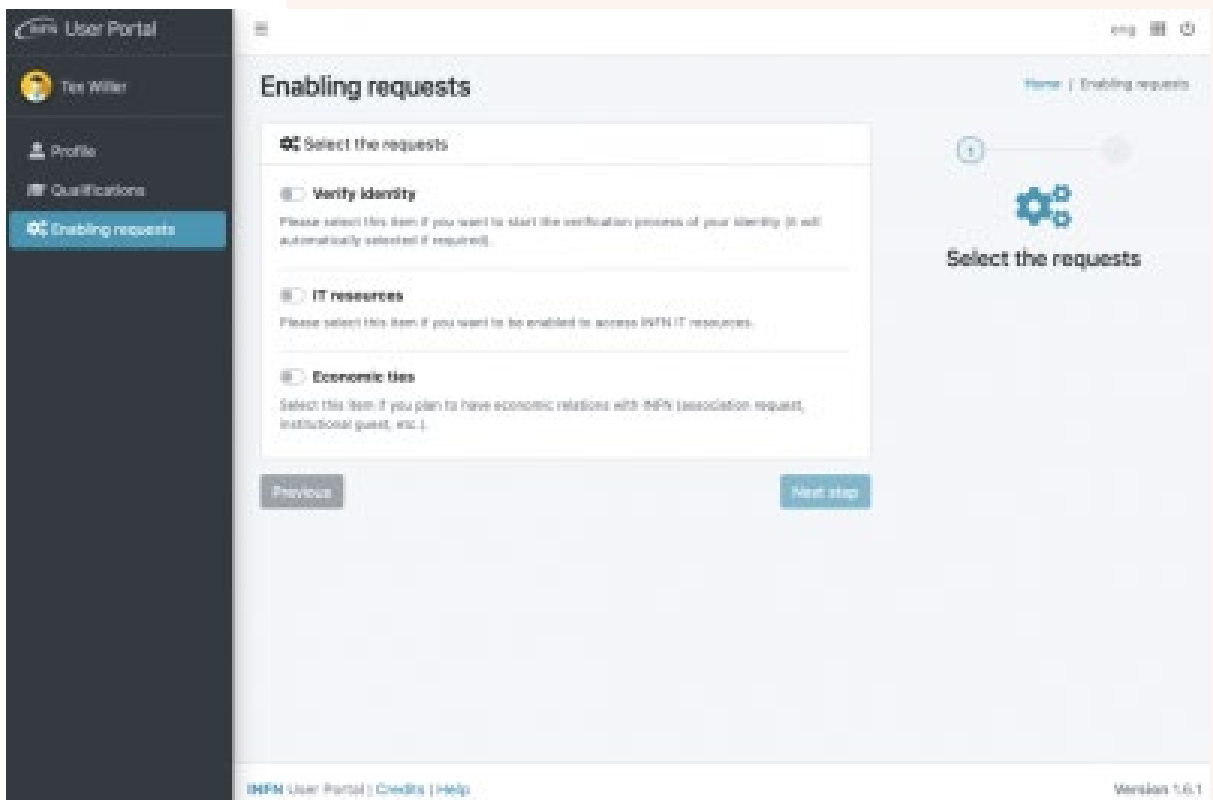 INFN User Portal
eng
Tex Willer
Enabling requests
Home | Enabling requests
Profile
Qualifications
Enabling requests
Select the requests
1
Verify identity
Please select this item if you want to start the verification process of your identity (it will
automatically selected if required).
IT resources
Please select this item if you want to be enabled to access INFN IT resources.
Economic ties
Select this item if you plan to have economic relations with INFN (association request,
institutional guest, etc.).
Previous
Next step
Select the requests
INFN User Portal | Credits | Help
Version 1.6.1